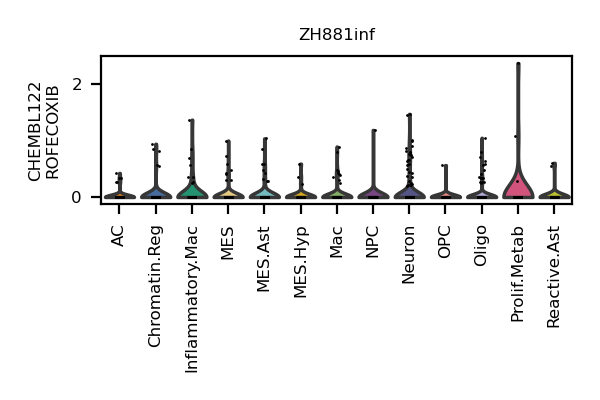 ZH881inf
CHEMBL122
ROFECOXIB
2
0
AC
Chromatin.Reg
Inflammatory.Mac
MES
MES.Ast
MES.Hyp
Mac
NPC
Neuron
OPC
Oligo
Prolif.Metab
Reactive.Ast